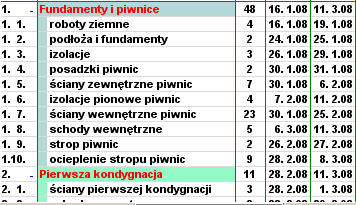 1. - Fundamenty i piwnice 48 16. 1.08 11. 3.08
1. 1. roboty ziemne 4 16. 1.08 19. 1.08
1. 2. podłoża i fundamenty 2 24. 1.08 25. 1.08
1. 3. izolacje 3 26. 1.08 29. 1.08
1. 4. posadzki piwnic 2 30. 1.08 31. 1.08
1. 5. ściany zewnętrzne piwnic 7 30. 1.08 6. 2.08
1. 6. izolacje pionowe piwnic 4 7. 2.08 11. 2.08
1. 7. ściany wewnętrzne piwnic 23 30. 1.08 25. 2.08
1. 8. schody wewnętrzne 5 6. 3.08 11. 3.08
1. 9. strop piwnic 2 26. 2.08 27. 2.08
1.10. ocieplenie stropu piwnic 9 28. 2.08 8. 3.08
2. - Pierwsza kondygnacja 11 28. 2.08 11. 3.08
2. 1. ściany pierwszej kondygnacji 3 28. 2.08 1. 3.08